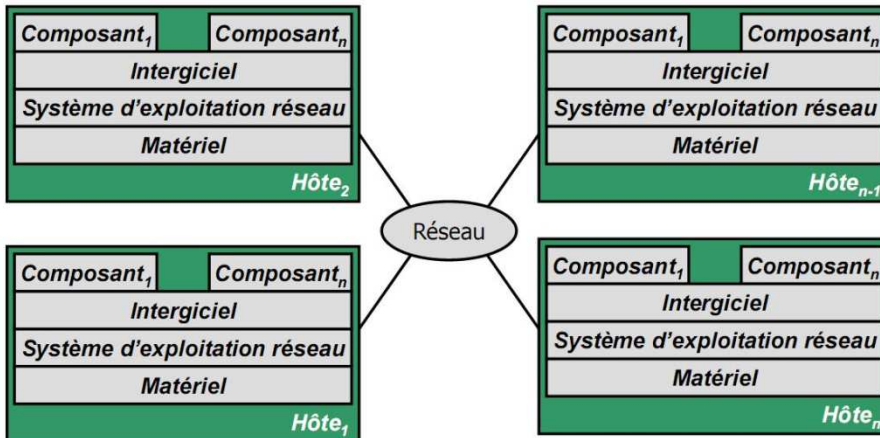 Composant₁ Composantₙ
Intergiciel
Système d'exploitation réseau
Matériel
Hôte₂
Composant₁ Composantₙ
Intergiciel
Système d'exploitation réseau
Matériel
Hôteₙ₋₁
Réseau
Composant₁ Composantₙ
Intergiciel
Système d'exploitation réseau
Matériel
Hôte₁
Composant₁ Composantₙ
Intergiciel
Système d'exploitation réseau
Matériel
Hôteₙ